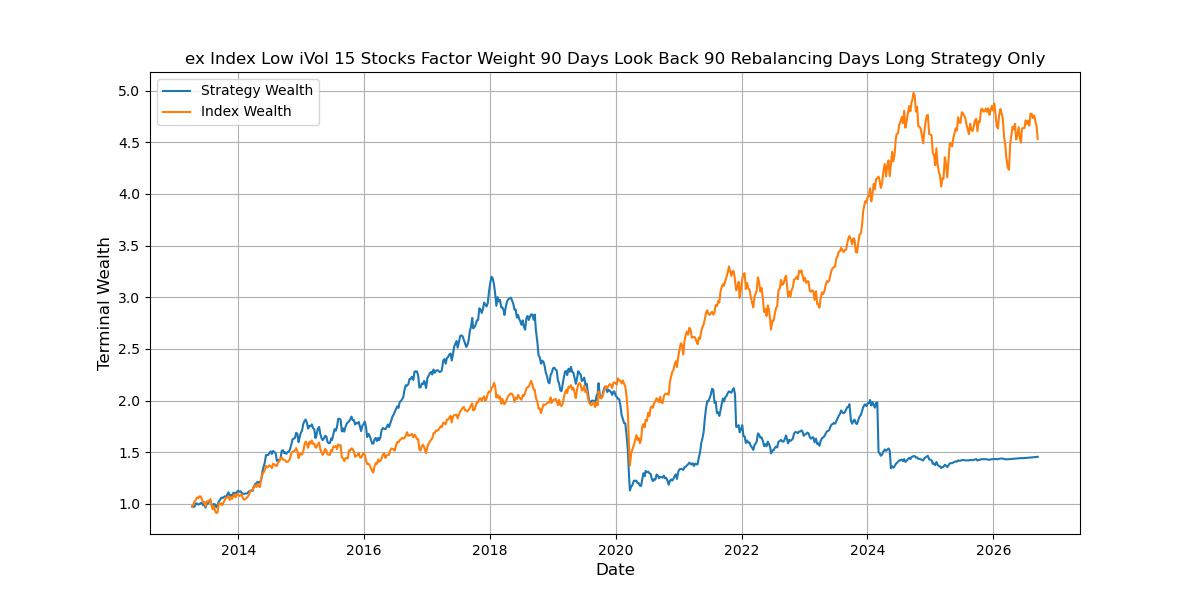 ex Index Low iVol 15 Stocks Factor Weight 90 Days Look Back 90 Rebalancing Days Long Strategy Only
Strategy Wealth
Index Wealth
Terminal Wealth
5.0
4.5
4.0
3.5
3.0
2.5
2.0
1.5
1.0
2014 2016 2018 2020 2022 2024 2026
Date